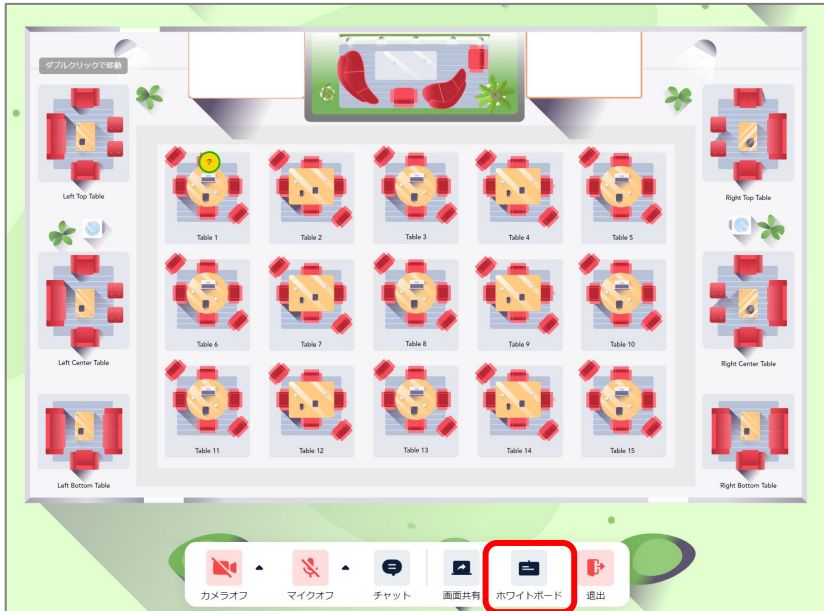 ダブルクリックで移動
Left Top Table
Right Top Table
Table 1
Table 2
Table 3
Table 4
Table 5
Left Center Table
Right Center Table
Table 6
Table 7
Table 8
Table 9
Table 10
Table 11
Table 12
Table 13
Table 14
Table 15
Left Bottom Table
Right Bottom Table
カメラオフ
マイクオフ
チャット
画面共有
ホワイトボード
退出